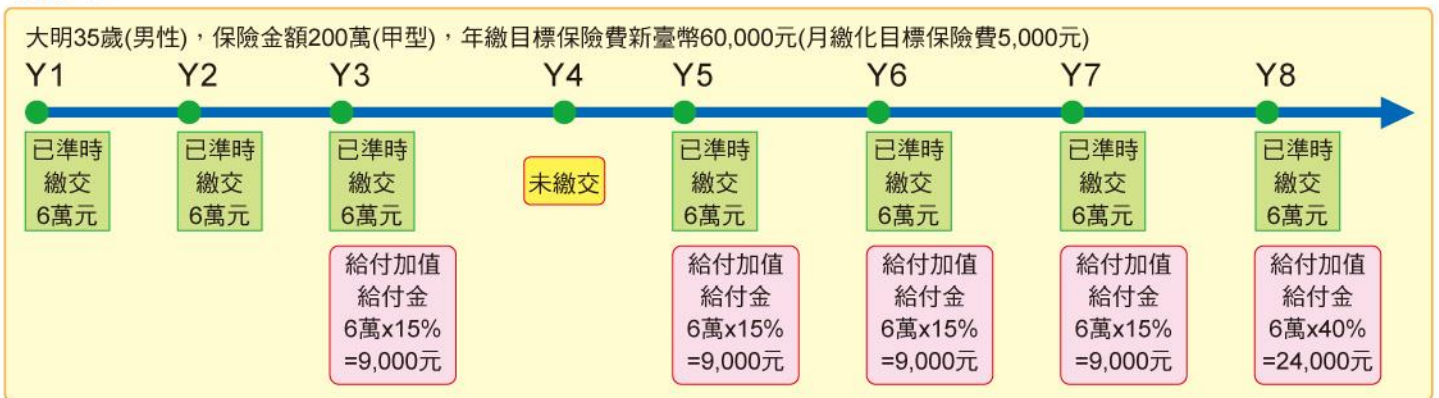 大明35歲(男性),保險金額200萬(甲型),年繳目標保險費新臺幣60,000元(月繳化目標保險費5,000元)
Y1 Y2 Y3 Y4 Y5 Y6 Y7 Y8
已準時
繳交
6萬元
已準時
繳交
6萬元
已準時
繳交
6萬元
未繳交
已準時
繳交
6萬元
已準時
繳交
6萬元
已準時
繳交
6萬元
已準時
繳交
6萬元
給付加值
給付金
6萬x15%
=9,000元
給付加值
給付金
6萬x15%
=9,000元
給付加值
給付金
6萬x15%
=9,000元
給付加值
給付金
6萬x15%
=9,000元
給付加值
給付金
6萬x40%
=24,000元